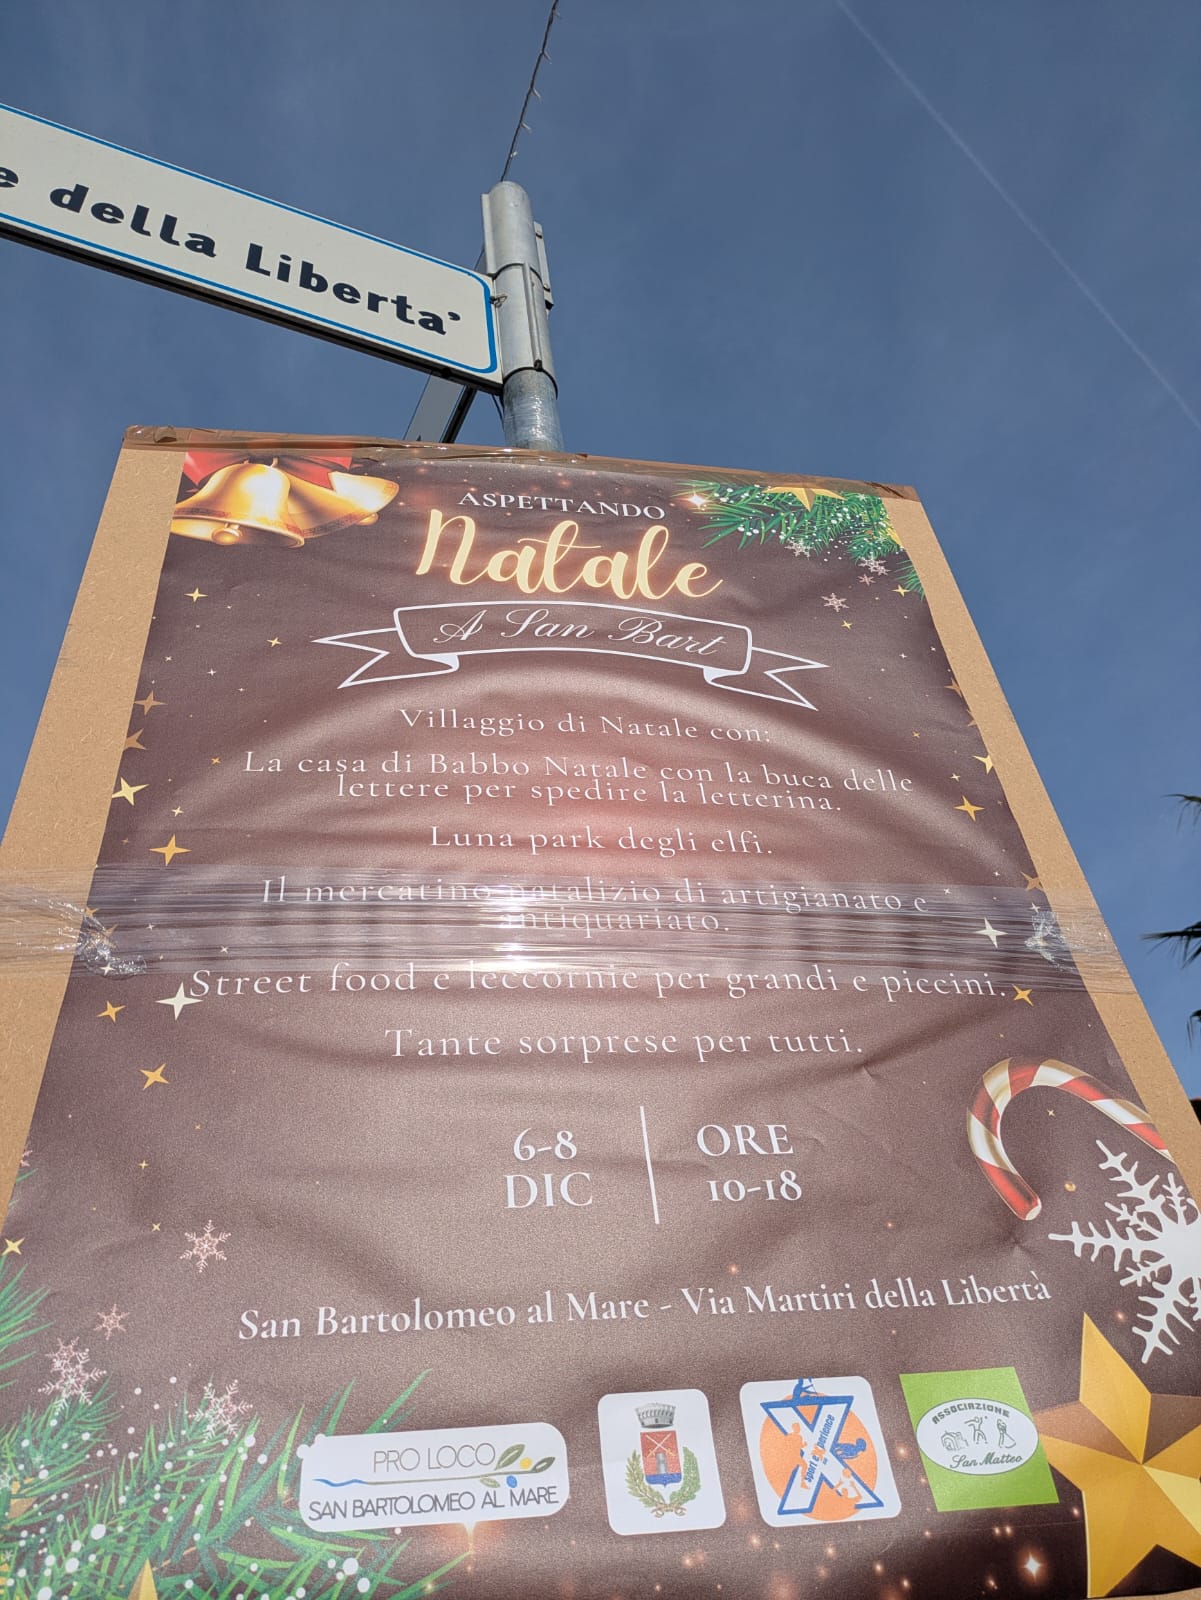 e della Liberta'
ASPETTANDO
Natale
A San Bart
Villaggio di Natale con:
La casa di Babbo Natale con la buca delle
lettere per spedire la letterina.
Luna park degli elfi.
Il mercatino natalizio di artigianato e
antiquariato.
Street food e leccornie per grandi e piccini.
Tante sorprese per tutti.
6-8
DIC
ORE
10-18
San Bartolomeo al Mare - Via Martiri della Libertà
PRO LOCO
SAN BARTOLOMEO AL MARE
sport eXperience
ASSOCIAZIONE
San Matteo